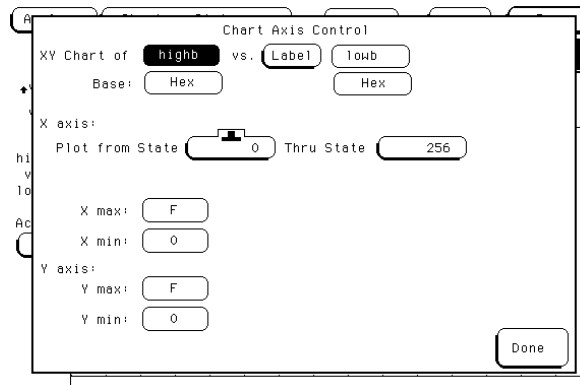 Chart Axis Control
XY Chart of highb vs. Label lowb
Base: Hex Hex
X axis:
Plot from State 0 Thru State 256
X max: F
X min: 0
Y axis:
Y max: F
Y min: 0
Done